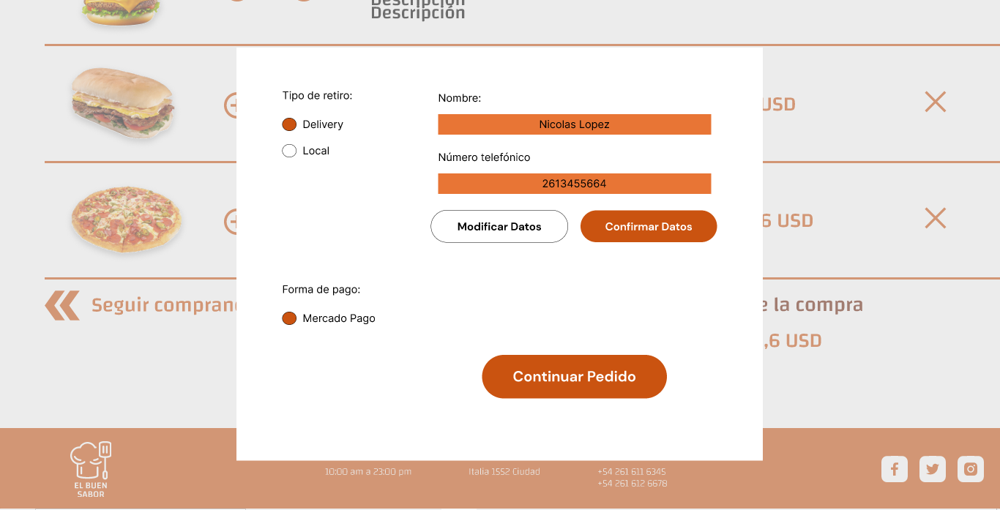 Descripción
Descripción
USD
Tipo de retiro:
Delivery
Local
Nombre:
Nicolas Lopez
Número telefónico
2613455664
Modificar Datos
Confirmar Datos
6 USD
Forma de pago:
Mercado Pago
Seguir
e la compra
,6 USD
Continuar Pedido
EL BUEN
SABOR
10:00 am a 23:00 pm
Italia 1552 Ciudad
+54 261 611 6345
+54 261 612 6678